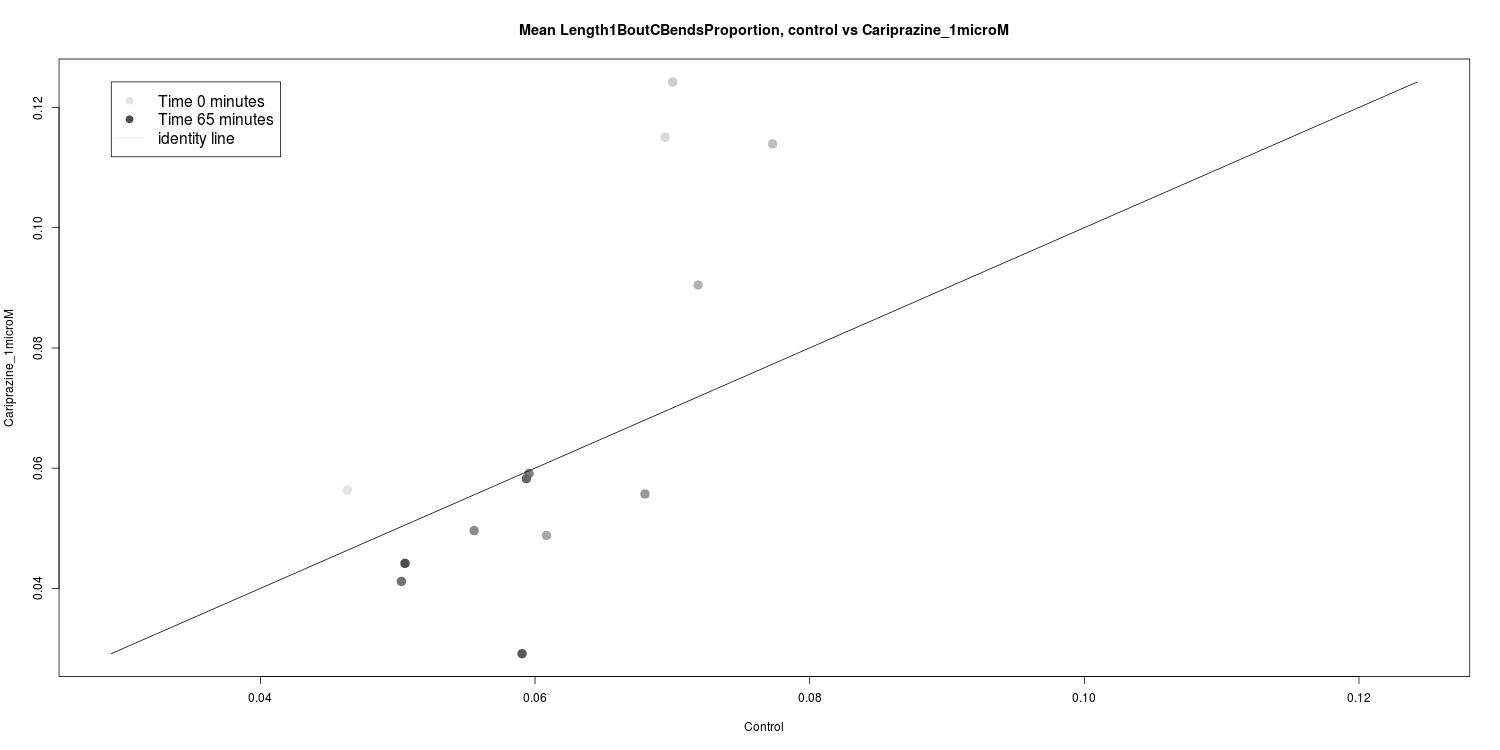 Mean Length1BoutCBendsProportion, control vs Cariprazine_1microM
Time 0 minutes
Time 65 minutes
identity line
Cariprazine_1microM
0.12
0.10
0.08
0.06
0.04
0.04
0.06
0.08
0.10
0.12
Control